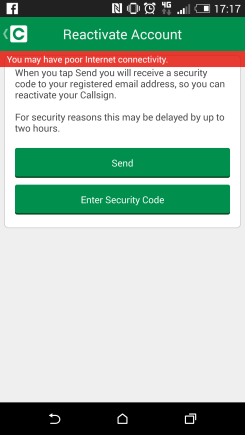 4G
17:17
C
Reactivate Account
You may have poor Internet connectivity.
When you tap Send you will receive a security
code to your registered email address, so you can
reactivate your Callsign.
For security reasons this may be delayed by up to
two hours.
Send
Enter Security Code